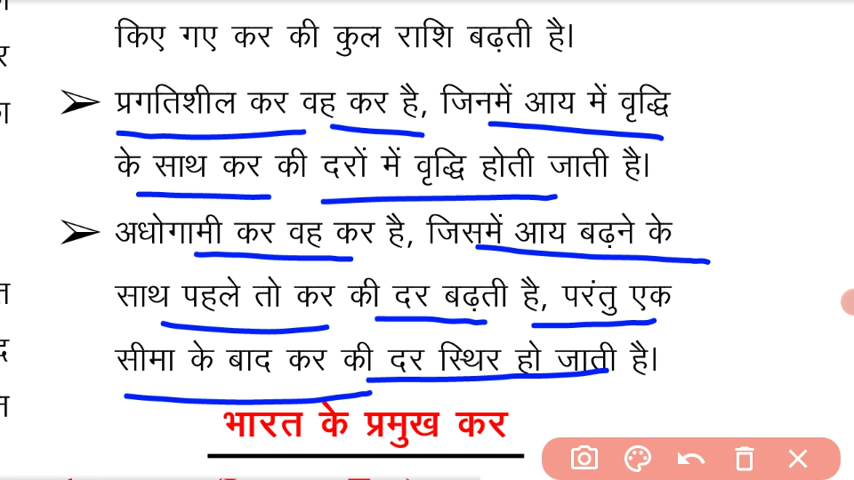 किए गए कर की कुल राशि बढ़ती है।
➢ प्रगतिशील कर वह कर है, जिनमें आय में वृद्धि
के साथ कर की दरों में वृद्धि होती जाती है।
➢ अधोगामी कर वह कर है, जिसमें आय बढ़ने के
साथ पहले तो कर की दर बढ़ती है, परंतु एक
सीमा के बाद कर की दर स्थिर हो जाती है।
भारत के प्रमुख कर